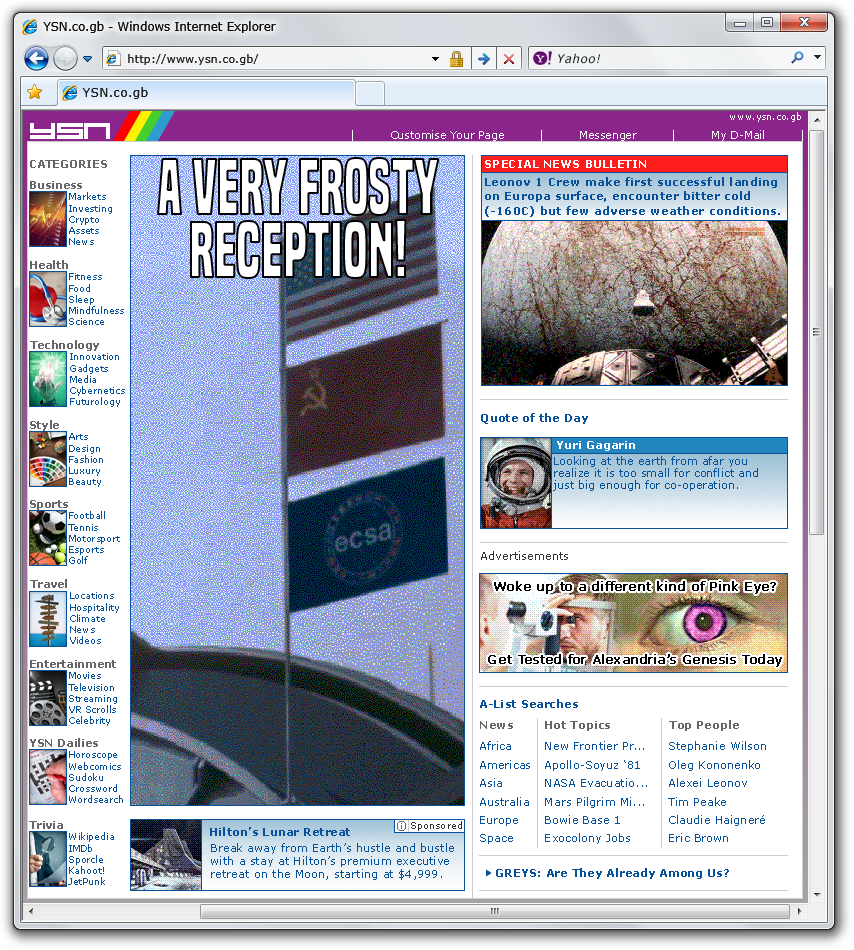 YSN.co.gb - Windows Internet Explorer
http://www.ysn.co.gb/
Yahoo!
YSN.co.gb
www.ysn.co.gb
YSN
Customise Your Page
Messenger
My D-Mail
CATEGORIES
Business
Markets
Investing
Crypto
Assets
News
Health
Fitness
Food
Sleep
Mindfulness
Science
Technology
Innovation
Gadgets
Media
Cybernetics
Futurology
Style
Arts
Design
Fashion
Luxury
Beauty
Sports
Football
Tennis
Motorsport
Esports
Golf
Travel
Locations
Hospitality
Climate
News
Videos
Entertainment
Movies
Television
Streaming
VR Scrolls
Celebrity
YSN Dailies
Horoscope
Webcomics
Sudoku
Crossword
Wordsearch
Trivia
Wikipedia
IMDb
Sporcle
Kahoot!
JetPunk
A VERY FROSTY
RECEPTION!
ecsa
Sponsored
Hilton's Lunar Retreat
Break away from Earth's hustle and bustle
with a stay at Hilton's premium executive
retreat on the Moon, starting at $4,999.
SPECIAL NEWS BULLETIN
Leonov 1 Crew make first successful landing
on Europa surface, encounter bitter cold
(-160C) but few adverse weather conditions.
Quote of the Day
Yuri Gagarin
Looking at the earth from afar you
realize it is too small for conflict and
just big enough for co-operation.
Advertisements
Woke up to a different kind of Pink Eye?
Get Tested for Alexandria's Genesis Today
A-List Searches
News
Africa
Americas
Asia
Australia
Europe
Space
Hot Topics
New Frontier Pr...
Apollo-Soyuz `81
NASA Evacuatio...
Mars Pilgrim Mi...
Bowie Base 1
Exocolony Jobs
Top People
Stephanie Wilson
Oleg Kononenko
Alexei Leonov
Tim Peake
Claudie Haigneré
Eric Brown
GREYS: Are They Already Among Us?